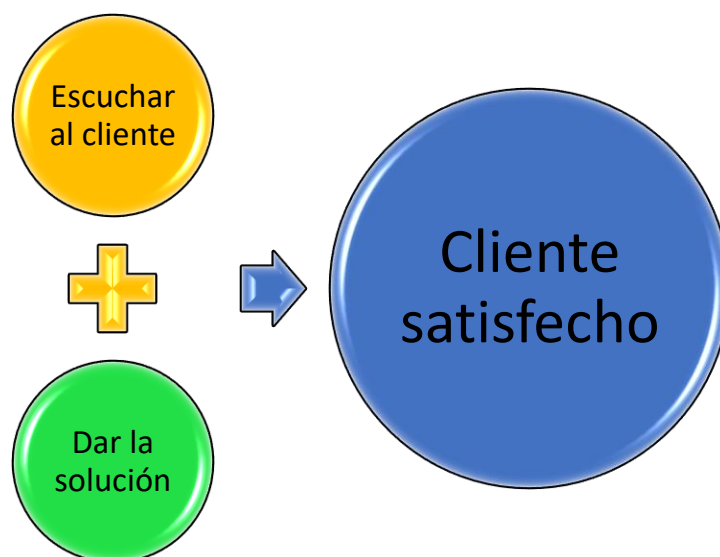 Escuchar
al cliente
Dar la
solución
Cliente
satisfecho